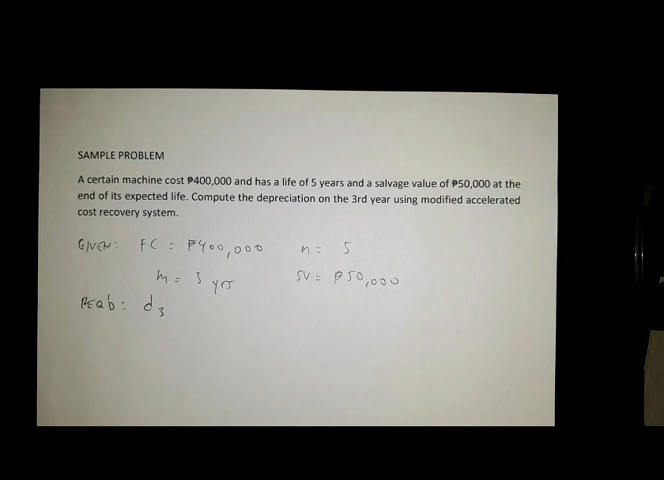 SAMPLE PROBLEM
A certain machine cost ₱400,000 and has a life of 5 years and a salvage value of ₱50,000 at the
end of its expected life. Compute the depreciation on the 3rd year using modified accelerated
cost recovery system.
GIVEN: FC = ₱400,000 n = 5
m = 3 yrs SV = ₱50,000
REQ'D: d3